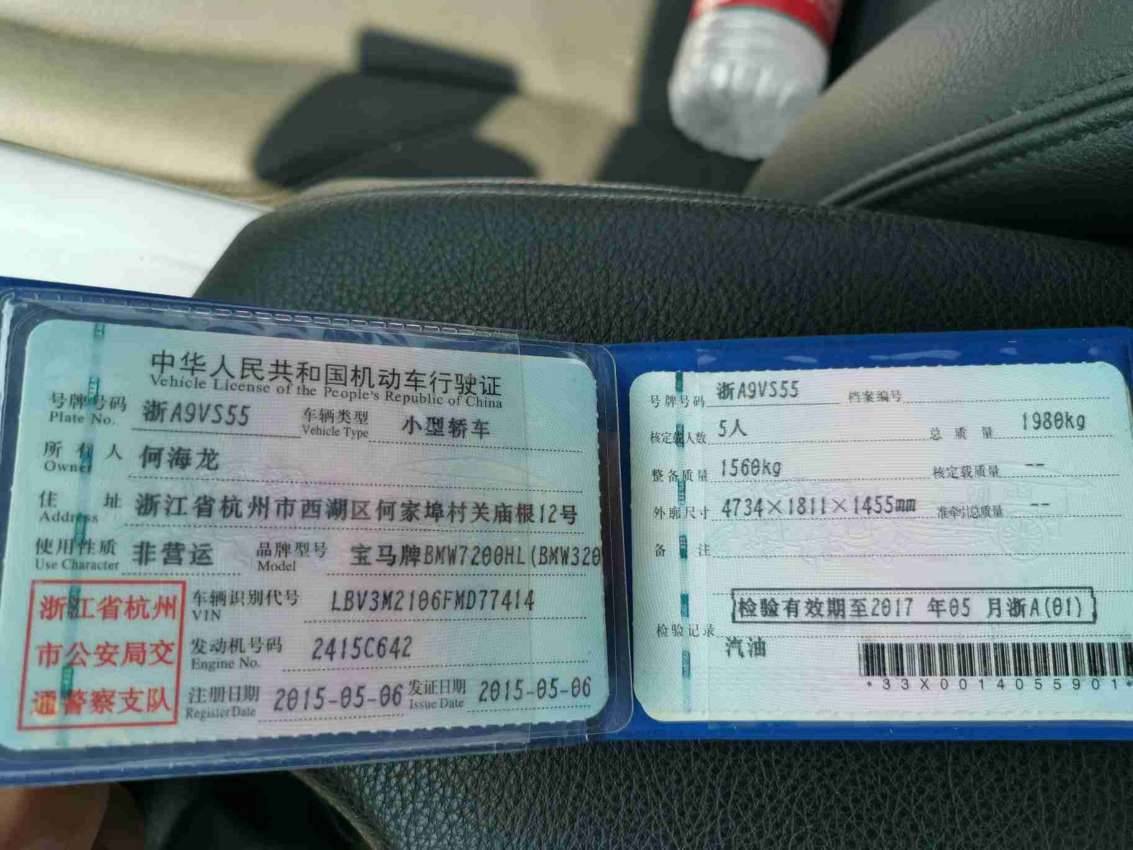 中华人民共和国机动车行驶证
Vehicle License of the People's Republic of China
号牌号码 浙A9VS55 车辆类型 小型轿车
Plate No. Vehicle Type
所有人 何海龙
Owner
住址 浙江省杭州市西湖区何家埠村关庙根12号
Address
使用性质 非营运 品牌型号 宝马牌BMW7200HL(BMW320
Use Character Model
浙江省杭州
市公安局交
通警察支队
车辆识别代号 LBV3M2106FMD77414
VIN
发动机号码 2415C642
Engine No.
注册日期 2015-05-06 发证日期 2015-05-06
Register Date Issue Date
号牌号码 浙A9VS55 档案编号
核定载人数 5人 总质量 1980kg
整备质量 1560kg 核定载质量 --
外廓尺寸 4734×1811×1455mm 准牵引总质量 --
备注
检验有效期至2017 年05 月浙A(01)
检验记录
汽油
*33X0014055901*